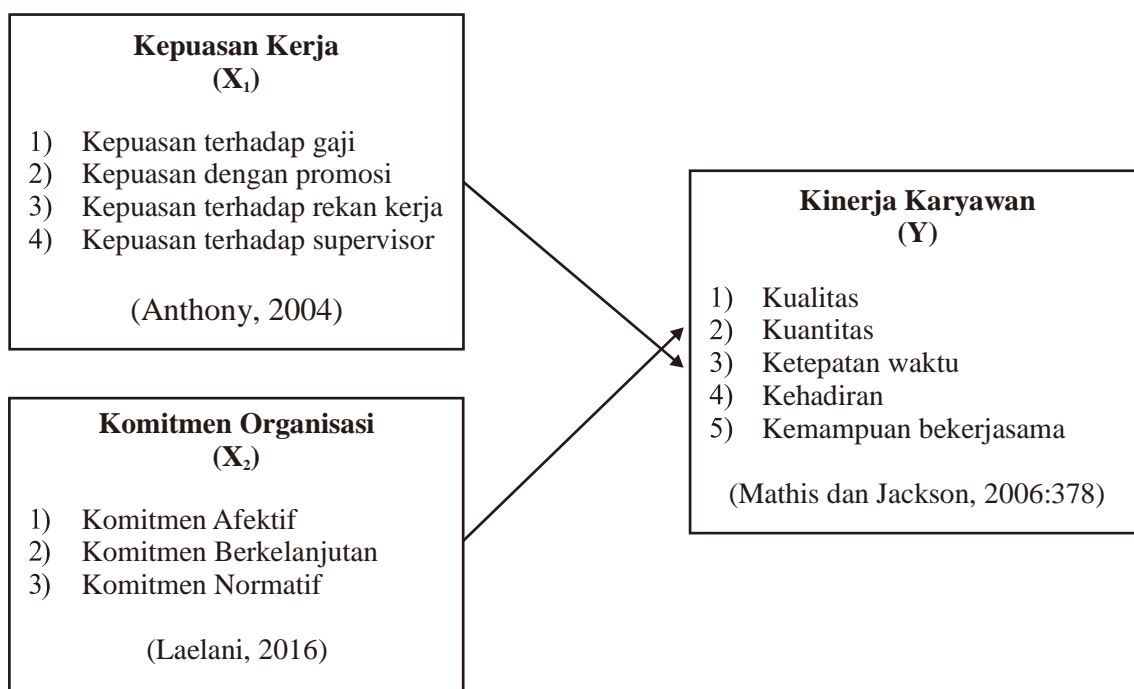 Kepuasan Kerja
(X₁)
1) Kepuasan terhadap gaji
2) Kepuasan dengan promosi
3) Kepuasan terhadap rekan kerja
4) Kepuasan terhadap supervisor
(Anthony, 2004)
Komitmen Organisasi
(X₂)
1) Komitmen Afektif
2) Komitmen Berkelanjutan
3) Komitmen Normatif
(Laelani, 2016)
Kinerja Karyawan
(Y)
1) Kualitas
2) Kuantitas
3) Ketepatan waktu
4) Kehadiran
5) Kemampuan bekerjasama
(Mathis dan Jackson, 2006:378)